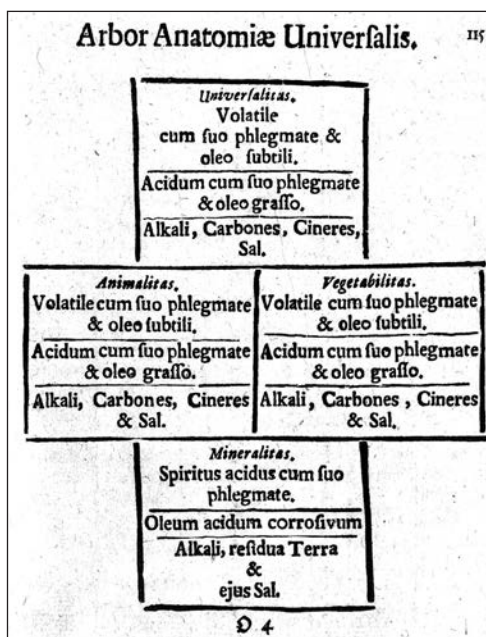 Arbor Anatomiæ Univerſalis. 115
Univerſalitas.
Volatile
cum ſuo phlegmate &
oleo ſubtili.
Acidum cum ſuo phlegmate
& oleo graſſo.
Alkali, Carbones, Cineres,
Sal.
Animalitas.
Volatile cum ſuo phlegmate
& oleo ſubtili.
Acidum cum ſuo phlegmate
& oleo graſſo.
Alkali, Carbones, Cineres
& Sal.
Vegetabilitas.
Volatile cum ſuo phlegmate
& oleo ſubtili.
Acidum cum ſuo phlegmate
& oleo graſſo.
Alkali, Carbones, Cineres
& Sal.
Mineralitas.
Spiritus acidus cum ſuo
phlegmate.
Oleum acidum corroſivum
Alkali, reſidua Terra
&
ejus Sal.
D 4